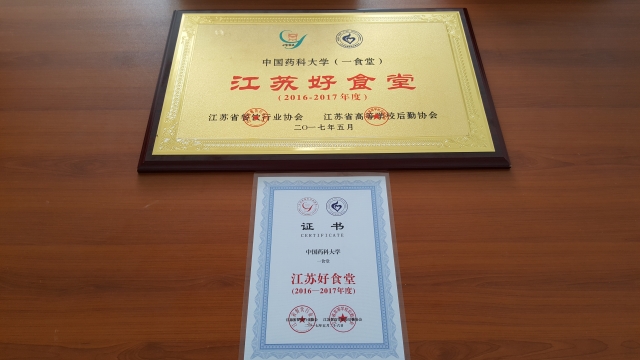 中国药科大学（一食堂）
江苏好食堂
(2016-2017年度)
江苏省餐饮行业协会 江苏省高等学校后勤协会
二〇一七年五月
证 书
CERTIFICATE
中国药科大学
一食堂
江苏好食堂
(2016—2017年度)